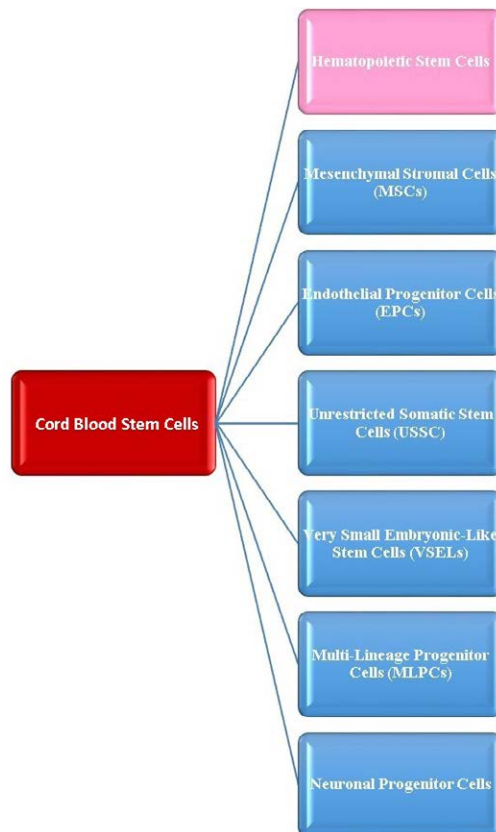 Hematopoietic Stem Cells
Mesenchymal Stromal Cells
(MSCs)
Endothelial Progenitor Cells
(EPCs)
Cord Blood Stem Cells
Unrestricted Somatic Stem
Cells (USSC)
Very Small Embryonic-Like
Stem Cells (VSELs)
Multi-Lineage Progenitor
Cells (MLPCs)
Neuronal Progenitor Cells